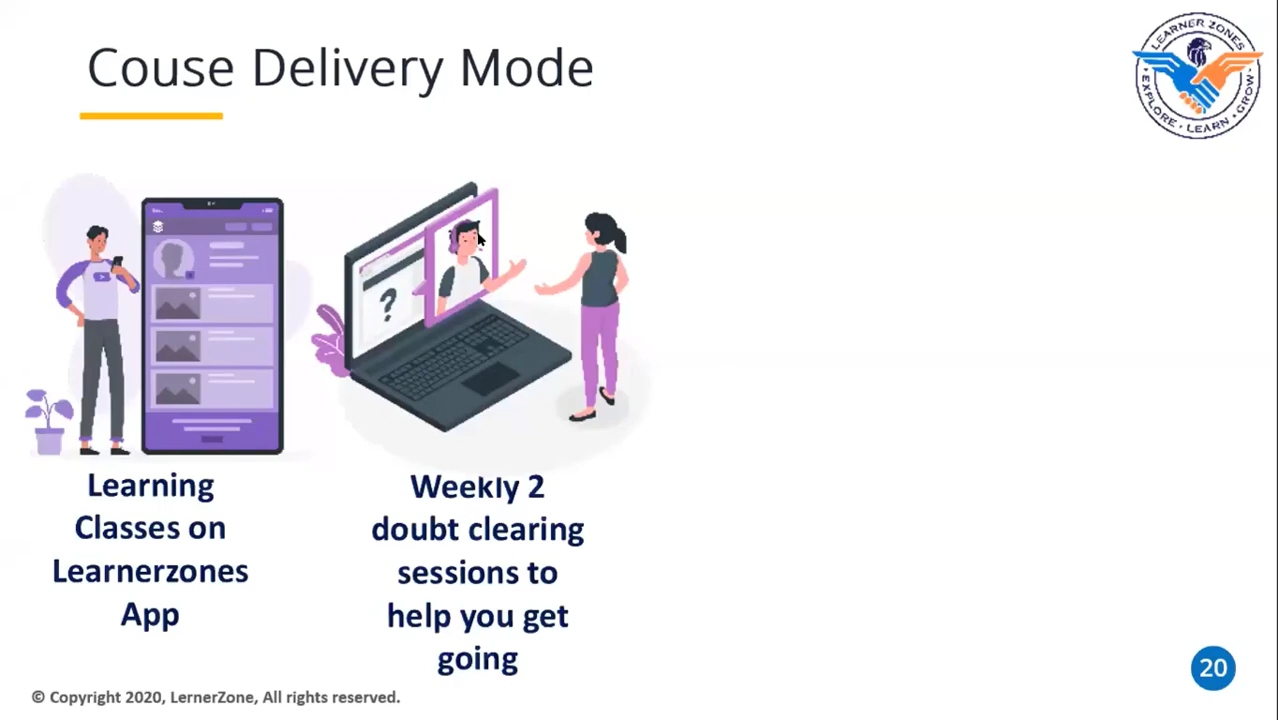 Couse Delivery Mode
LEARNER ZONES
EXPLORE • LEARN • GROW
?
Learning
Classes on
Learnerzones
App
Weekly 2
doubt clearing
sessions to
help you get
going
20
© Copyright 2020, LernerZone, All rights reserved.